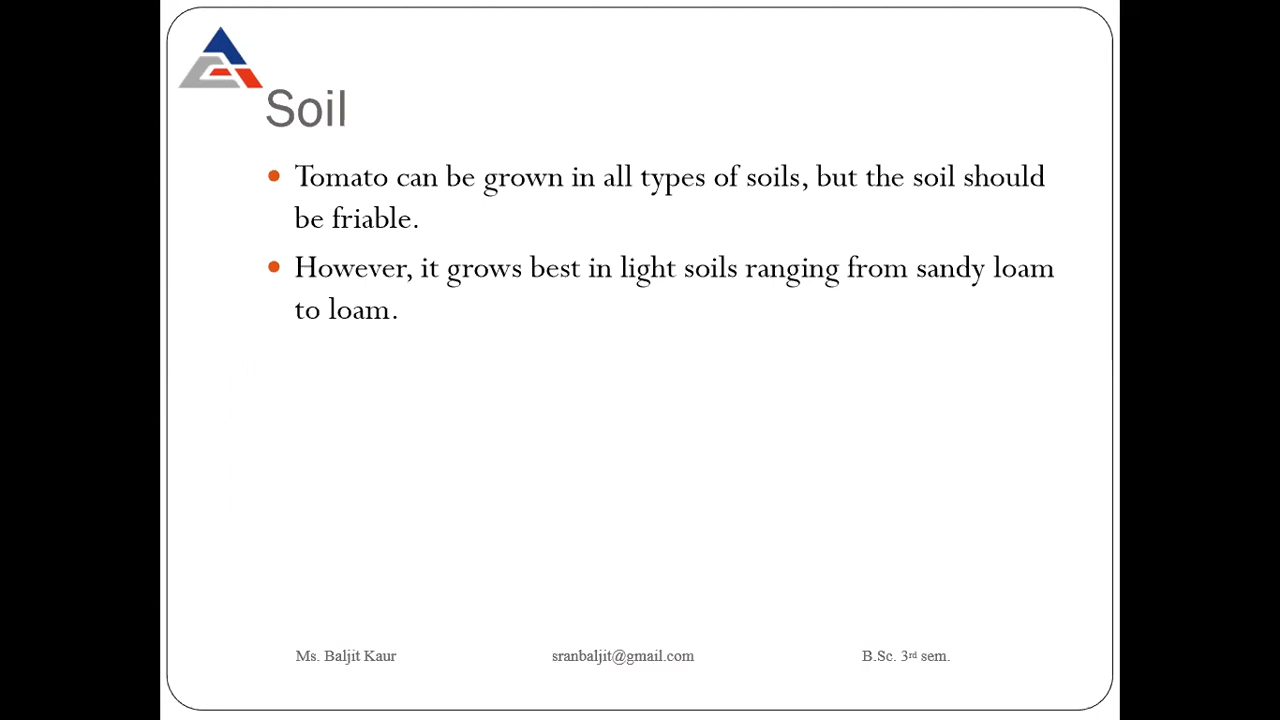 Soil
• Tomato can be grown in all types of soils, but the soil should
be friable.
• However, it grows best in light soils ranging from sandy loam
to loam.
Ms. Baljit Kaur sranbaljit@gmail.com B.Sc. 3rd sem.